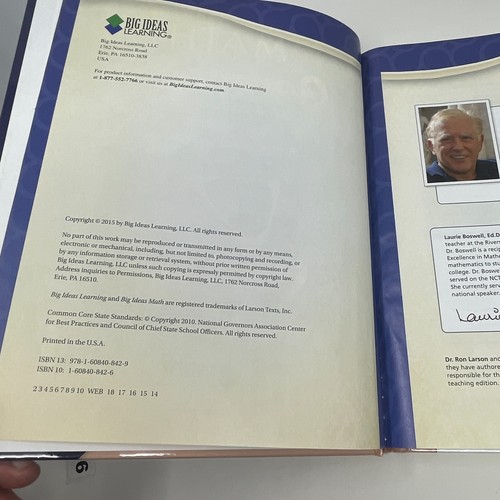 BIG IDEAS
LEARNING®
Big Ideas Learning, LLC
1762 Norcross Road
Erie, PA 16510-3838
USA
For product information and customer support, contact Big Ideas Learning
at 1-877-552-7766 or visit us at BigIdeasLearning.com.
Copyright © 2015 by Big Ideas Learning, LLC. All rights reserved.
No part of this work may be reproduced or transmitted in any form or by any means,
electronic or mechanical, including, but not limited to, photocopying and recording, or
by any information storage or retrieval system, without prior written permission of
Big Ideas Learning, LLC unless such copying is expressly permitted by copyright law.
Address inquiries to Permissions, Big Ideas Learning, LLC, 1762 Norcross Road,
Erie, PA 16510.
Big Ideas Learning and Big Ideas Math are registered trademarks of Larson Texts, Inc.
Common Core State Standards: © Copyright 2010. National Governors Association Center
for Best Practices and Council of Chief State School Officers. All rights reserved.
Printed in the U.S.A.
ISBN 13: 978-1-60840-842-9
ISBN 10: 1-60840-842-6
2 3 4 5 6 7 8 9 10 WEB 18 17 16 15 14
Laurie Boswell, Ed.D
teacher at the Rivers
Dr. Boswell is a recip
Excellence in Mathe
mathematics to stu
college. Dr. Boswe
served on the NCT
She currently serv
national speaker.
Dr. Ron Larson and
they have authore
responsible for th
teaching edition.
6